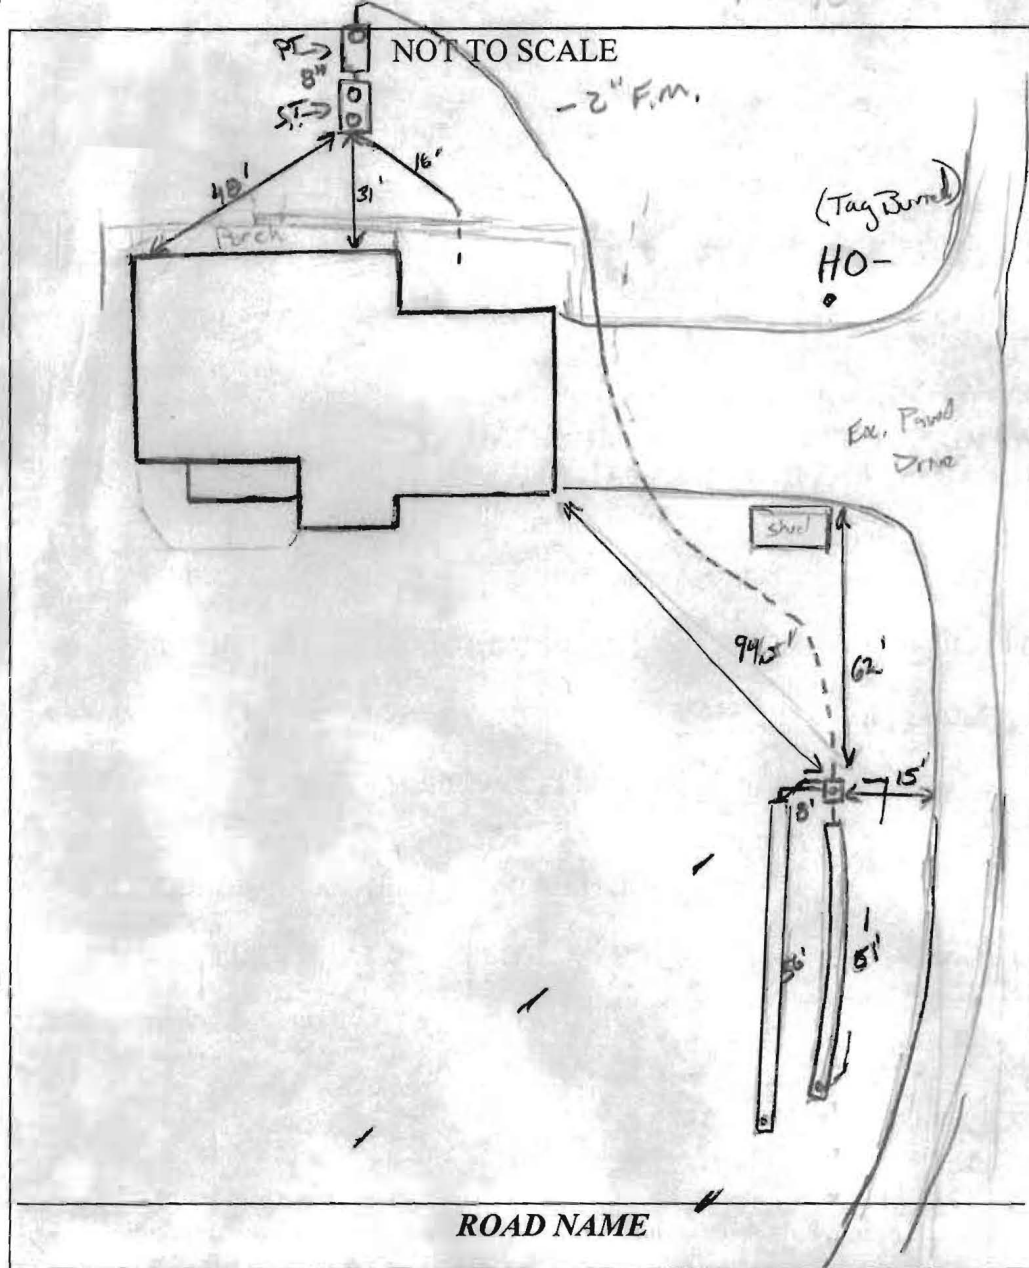 NOT TO SCALE
PT
8"
S.T.
- 2" F.M.
48'
31'
16'
Porch
(Tag Buried)
HO-
Ex. Paved
Drive
shed
62'
15'
8'
56'
51'
ROAD NAME